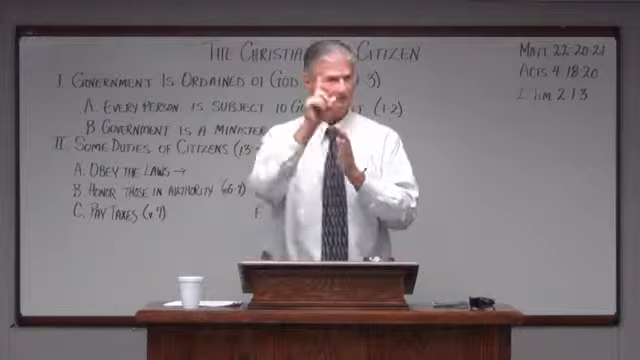 THE CHRISTIAN CITIZEN
I GOVERNMENT IS ORDAINED OF GOD 3)
A. EVERY PERSON IS SUBJECT TO GO (1-2)
B GOVERNMENT IS A MINISTER
II SOME DUTIES OF CITIZENS
A. OBEY THE LAWS →
B. HONOR THOSE IN AUTHORITY
C. PAY TAXES
F.
MATT 22:20-21
ACTS 4:18-20
1 TIM 2:1-3